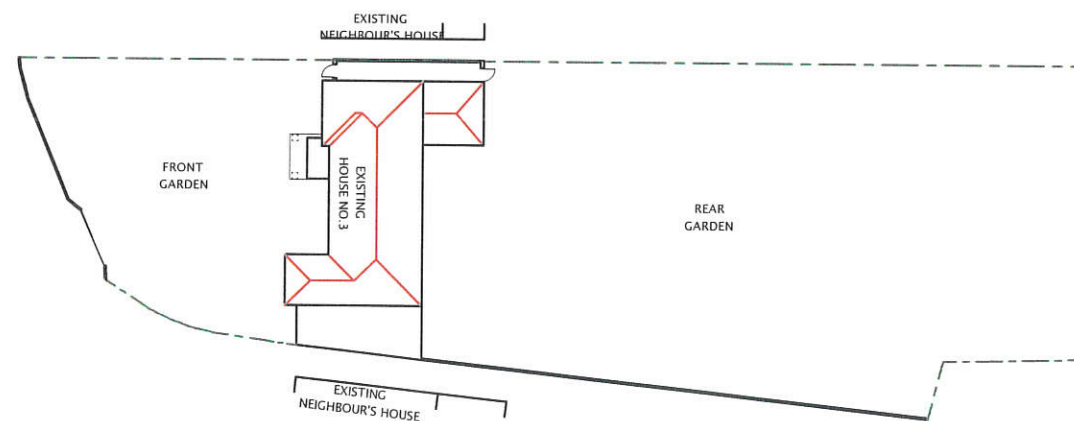 EXISTING
NEIGHBOUR'S HOUSE
FRONT
GARDEN
EXISTING
HOUSE NO.3
REAR
GARDEN
EXISTING
NEIGHBOUR'S HOUSE